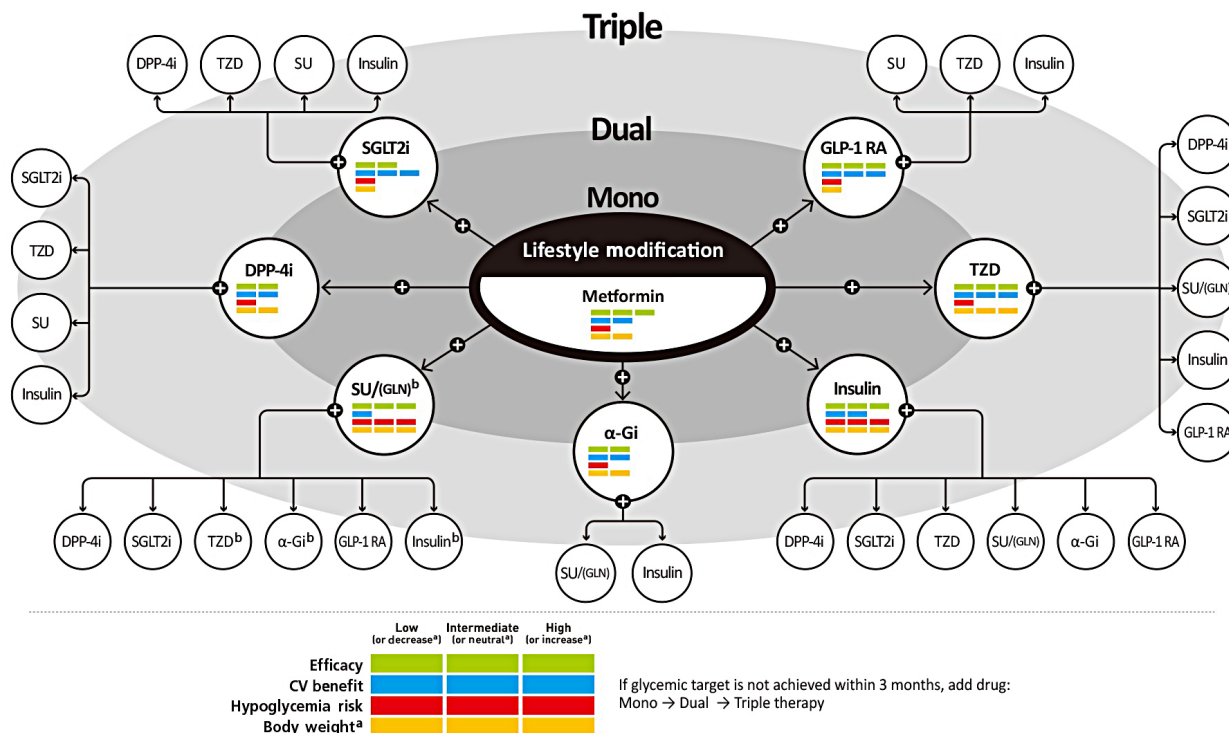 Triple
DPP-4i
TZD
SU
Insulin
SU
TZD
Insulin
Dual
SGLT2i
GLP-1 RA
DPP-4i
SGLT2i
Mono
SGLT2i
Lifestyle modification
TZD
DPP-4i
TZD
SU/(GLN)
Metformin
SU
Insulin
Insulin
SU/(GLN)b
Insulin
α-Gi
GLP-1 RA
DPP-4i
SGLT2i
TZDb
α-Gib
GLP-1 RA
Insulinb
SU/(GLN)
Insulin
DPP-4i
SGLT2i
TZD
SU/(GLN)
α-Gi
GLP-1 RA
Low
(or decreasea)
Intermediate
(or neutrala)
High
(or increasea)
Efficacy
CV benefit
Hypoglycemia risk
Body weighta
If glycemic target is not achieved within 3 months, add drug:
Mono → Dual → Triple therapy